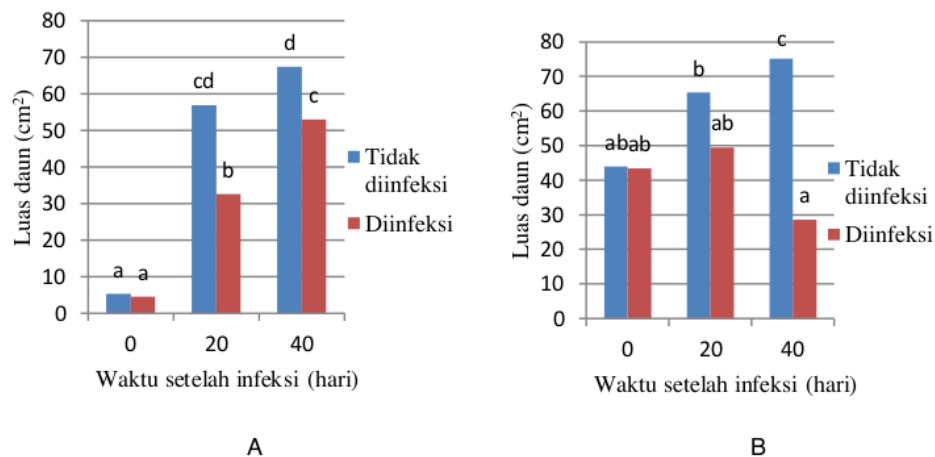 80
70
60
50
40
30
20
10
0
Luas daun (cm²)
a a
cd
b
d
c
0 20 40
Waktu setelah infeksi (hari)
Tidak
diinfeksi
Diinfeksi
A
80
70
60
50
40
30
20
10
0
Luas daun (cm²)
abab
b
ab
c
a
0 20 40
Waktu setelah infeksi (hari)
Tidak
diinfeksi
Diinfeksi
B